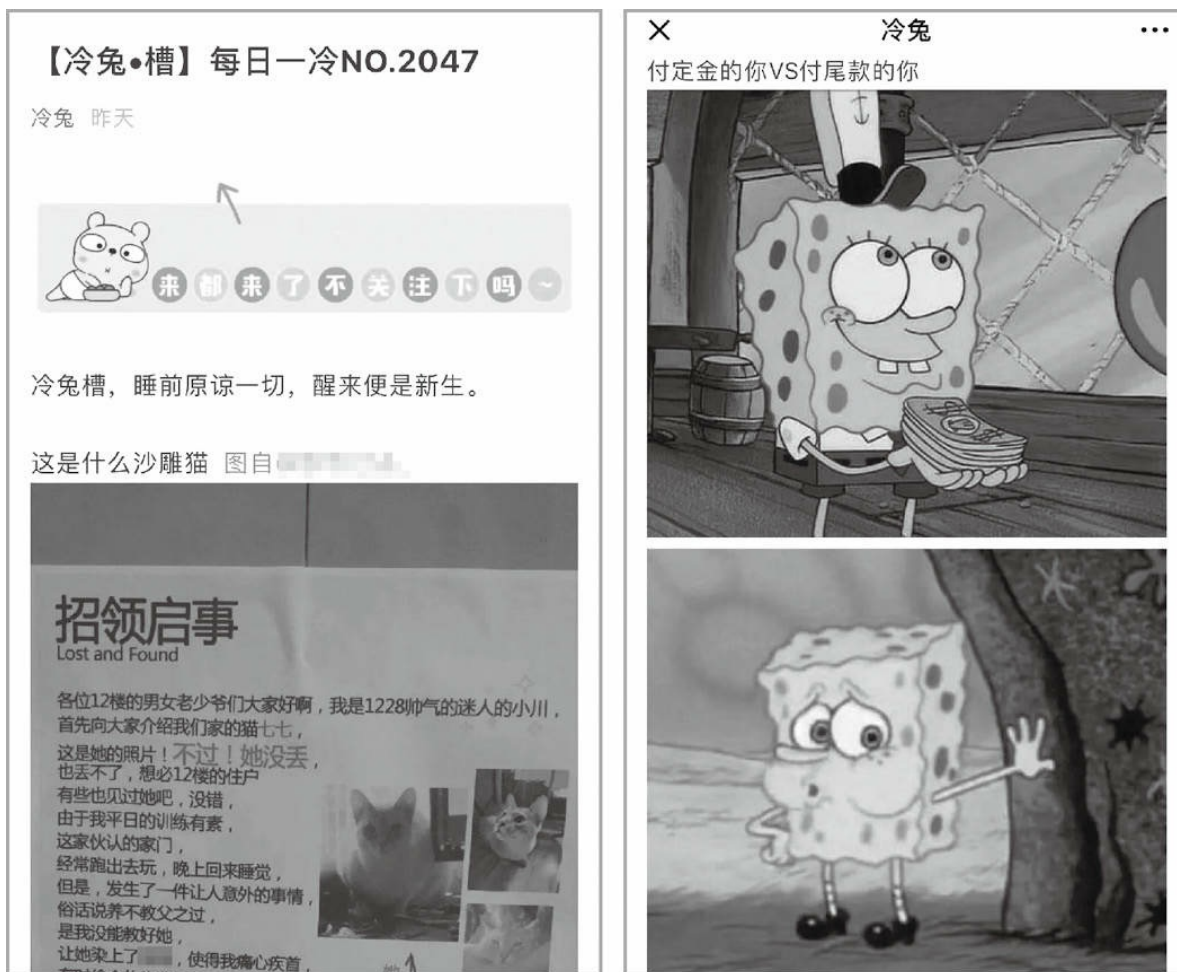 【冷兔•槽】每日一冷NO.2047
冷兔 昨天
来都来了不关注下吗~
冷兔槽，睡前原谅一切，醒来便是新生。
这是什么沙雕猫 图自
招领启事
Lost and Found
各位12楼的男女老少爷们大家好啊，我是1228帅气的迷人的小川，
首先向大家介绍我们家的猫七七，
这是她的照片！不过！她没丢，
也丢不了，想必12楼的住户
有些也见过她吧，没错，
由于我平日的训练有素，
这家伙认的家门，
经常跑出去玩，晚上回来睡觉，
但是，发生了一件让人意外的事情，
俗话说养不教父之过，
是我没能教好她，
让她染上了，使得我痛心疾首，
冷兔
付定金的你VS付尾款的你